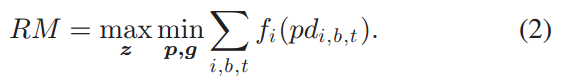 RM = max_z min_{p,g} ∑_{i,b,t} f_i(pd_{i,b,t}). (2)